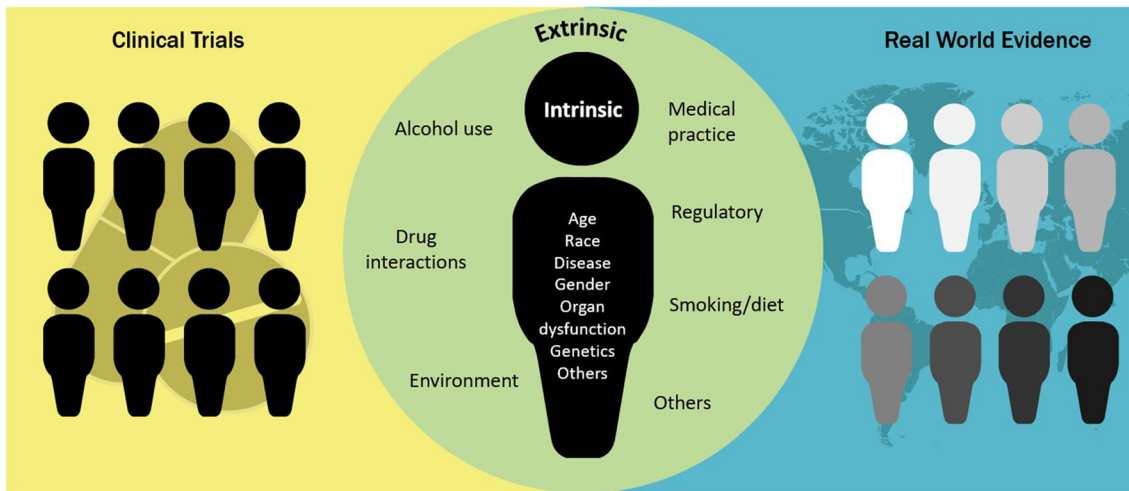 Clinical Trials
Extrinsic
Real World Evidence
Intrinsic
Alcohol use
Medical
practice
Drug
interactions
Regulatory
Age
Race
Disease
Gender
Organ
dysfunction
Genetics
Others
Smoking/diet
Environment
Others